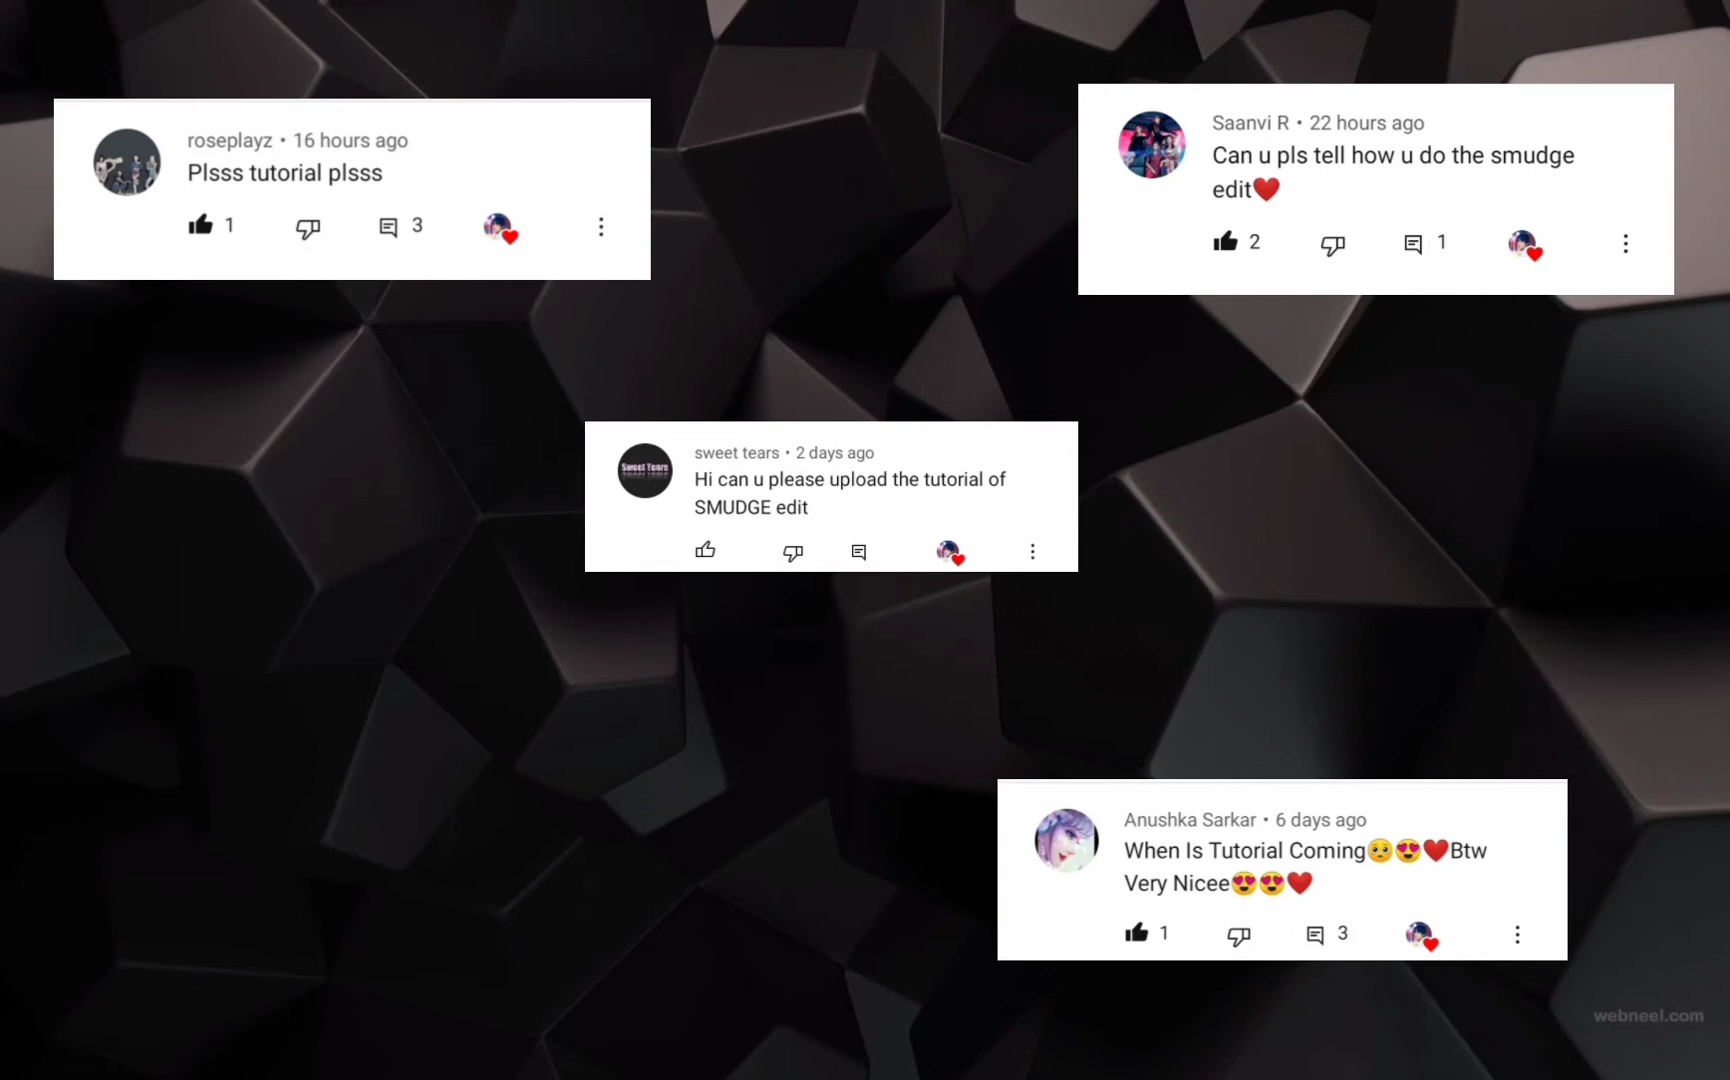 roseplayz • 16 hours ago
Plsss tutorial plsss
1 3
Saanvi R • 22 hours ago
Can u pls tell how u do the smudge
edit❤️
2 1
Sweet Tears
sweet tears • 2 days ago
Hi can u please upload the tutorial of
SMUDGE edit
Anushka Sarkar • 6 days ago
When Is Tutorial Coming🥺😍❤️Btw
Very Nicee😍😍❤️
1 3
webneel.com